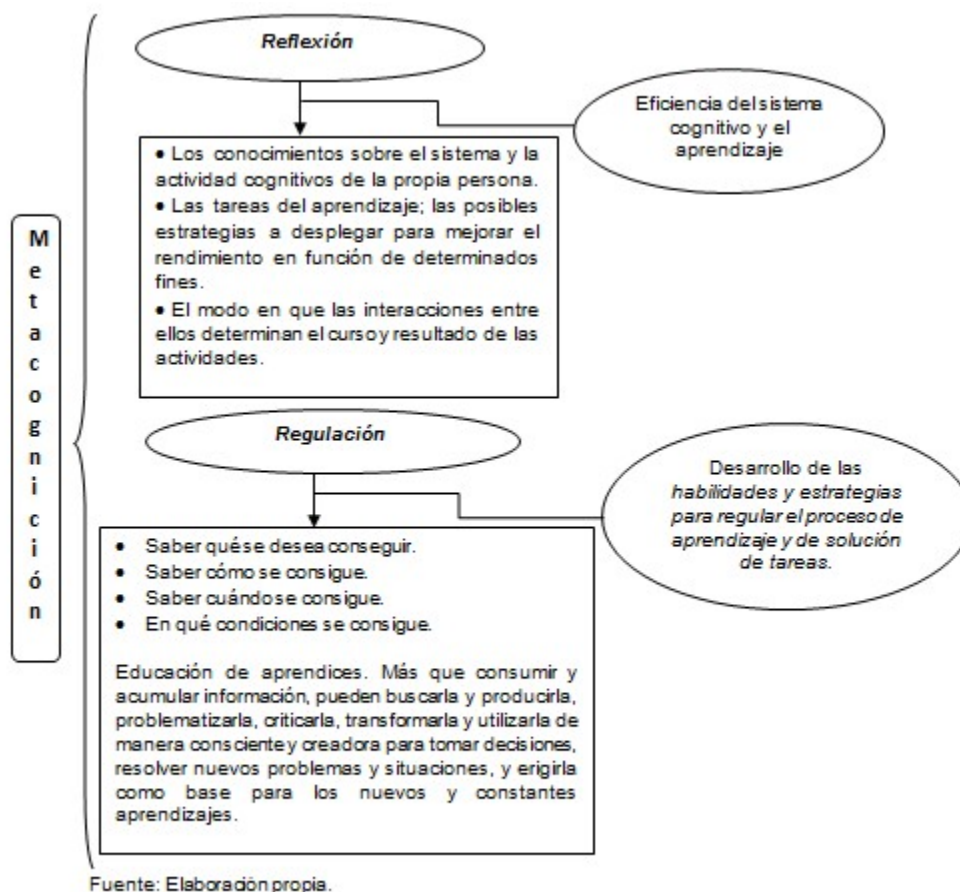 Metacognición
Reflexión
Eficiencia del sistema
cognitivo y el
aprendizaje
• Los conocimientos sobre el sistema y la
actividad cognitivos de la propia persona.
• Las tareas del aprendizaje; las posibles
estrategias a desplegar para mejorar el
rendimiento en función de determinados
fines.
• El modo en que las interacciones entre
ellos determinan el curso y resultado de las
actividades.
Regulación
Desarrollo de las
habilidades y estrategias
para regular el proceso de
aprendizaje y de solución
de tareas.
• Saber qué se desea conseguir.
• Saber cómo se consigue.
• Saber cuándo se consigue.
• En qué condiciones se consigue.
Educación de aprendices. Más que consumir y
acumular información, pueden buscarla y producirla,
problematizarla, criticarla, transformarla y utilizarla de
manera consciente y creadora para tomar decisiones,
resolver nuevos problemas y situaciones, y erigirla
como base para los nuevos y constantes
aprendizajes.
Fuente: Elaboración propia.